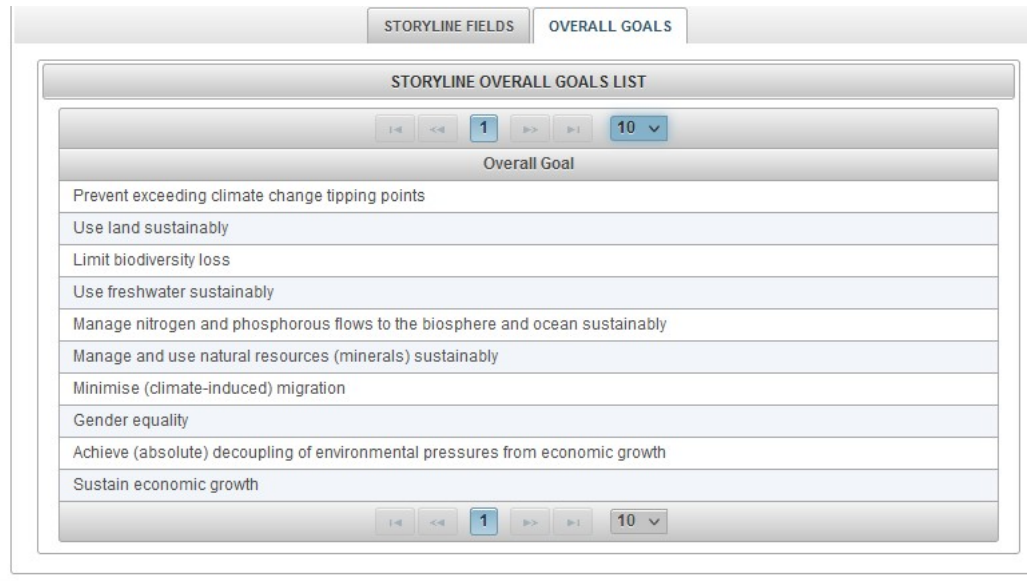 STORYLINE FIELDS OVERALL GOALS
STORYLINE OVERALL GOALS LIST
1 10
Overall Goal
Prevent exceeding climate change tipping points
Use land sustainably
Limit biodiversity loss
Use freshwater sustainably
Manage nitrogen and phosphorous flows to the biosphere and ocean sustainably
Manage and use natural resources (minerals) sustainably
Minimise (climate-induced) migration
Gender equality
Achieve (absolute) decoupling of environmental pressures from economic growth
Sustain economic growth
1 10